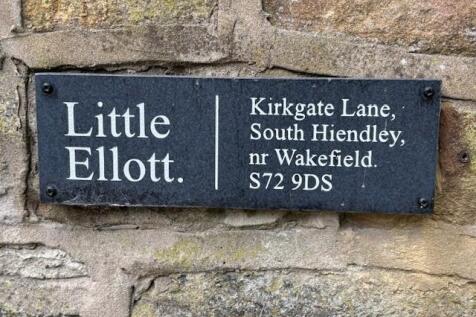 Little
Ellott.
Kirkgate Lane,
South Hiendley,
nr Wakefield.
S72 9DS